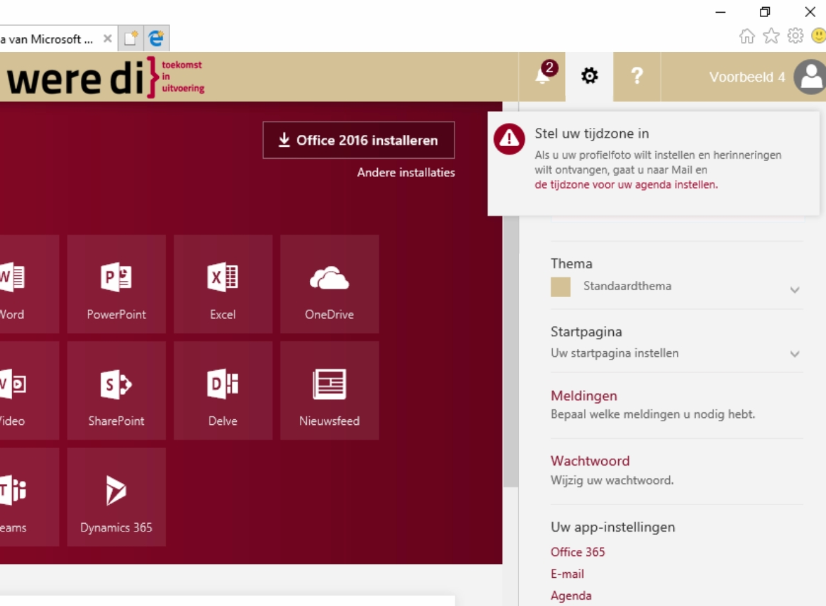 a van Microsoft ...
were di} toekomst
in
uitvoering
2
?
Voorbeeld 4
Office 2016 installeren
Andere installaties
Stel uw tijdzone in
Als u uw profielfoto wilt instellen en herinneringen
wilt ontvangen, gaat u naar Mail en
de tijdzone voor uw agenda instellen.
Word
PowerPoint
Excel
OneDrive
Video
SharePoint
Delve
Nieuwsfeed
eams
Dynamics 365
Thema
Standaardthema
Startpagina
Uw startpagina instellen
Meldingen
Bepaal welke meldingen u nodig hebt.
Wachtwoord
Wijzig uw wachtwoord.
Uw app-instellingen
Office 365
E-mail
Agenda